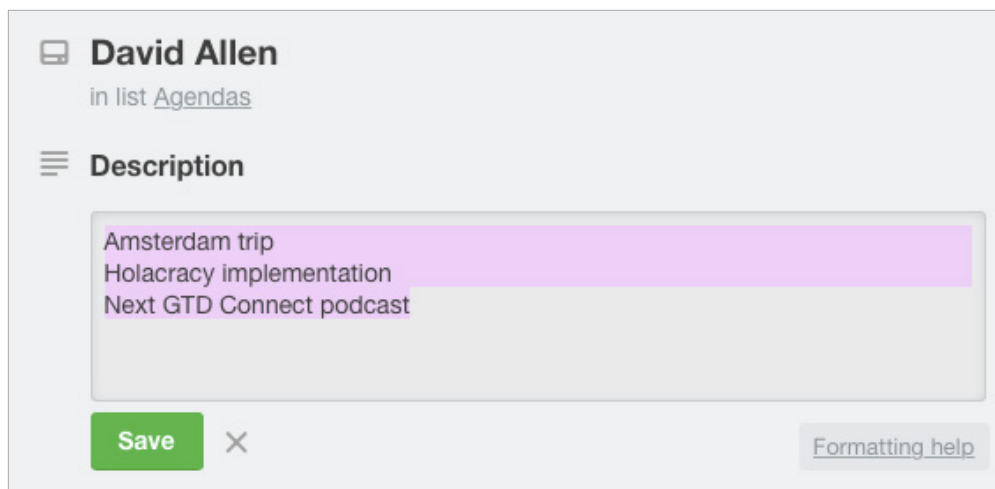 David Allen
in list Agendas
Description
Amsterdam trip
Holacracy implementation
Next GTD Connect podcast
Save
Formatting help